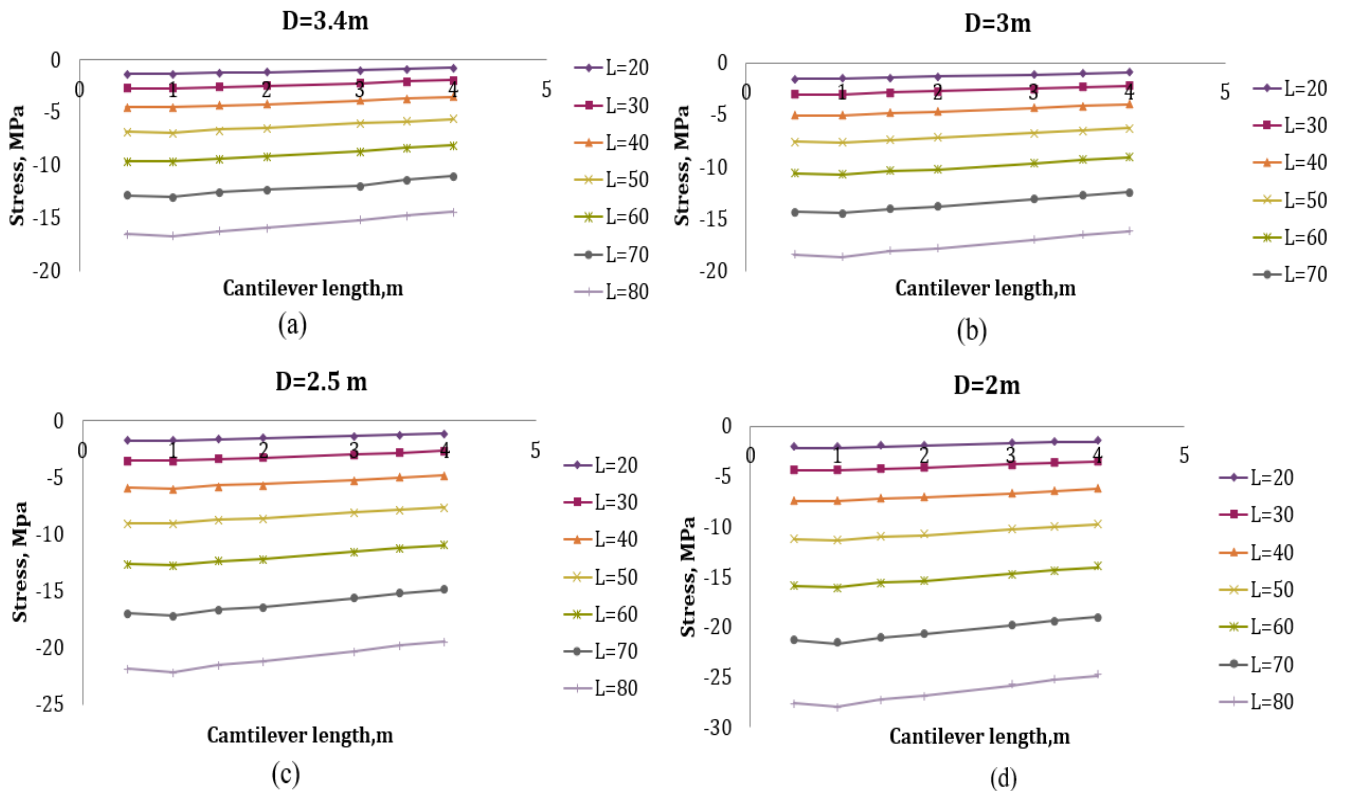 D=3.4m
0
-5
-10
-15
-20
0 1 2 3 4 5
Stress, MPa
Cantilever length,m
L=20
L=30
L=40
L=50
L=60
L=70
L=80
(a)
D=3m
0
-5
-10
-15
-20
0 1 2 3 4 5
Stress, MPa
Cantilever length,m
L=20
L=30
L=40
L=50
L=60
L=70
(b)
D=2.5 m
0
-5
-10
-15
-20
-25
0 1 2 3 4 5
Stress, Mpa
Camtilever length,m
L=20
L=30
L=40
L=50
L=60
L=70
L=80
(c)
D=2m
0
-5
-10
-15
-20
-25
-30
0 1 2 3 4 5
Stress, MPa
Cantilever length,m
L=20
L=30
L=40
L=50
L=60
L=70
L=80
(d)